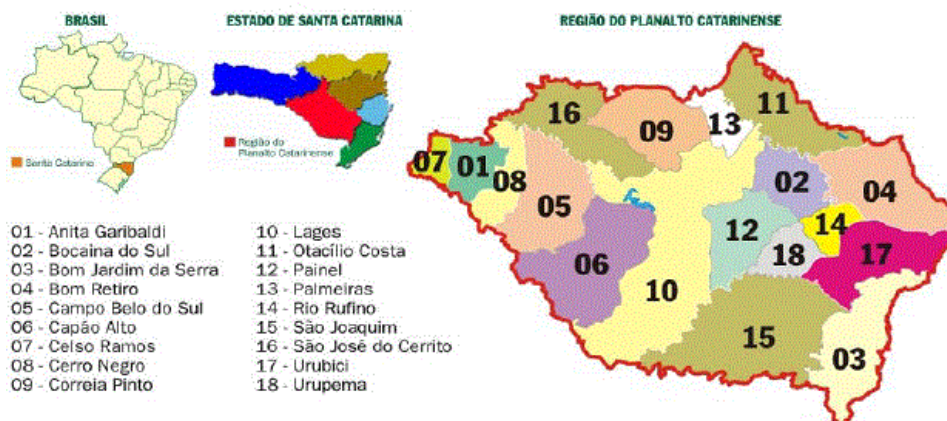 BRASIL
ESTADO DE SANTA CATARINA
REGIÃO DO PLANALTO CATARINENSE
Santa Catarina
Região do
Planalto Catarinense
01 - Anita Garibaldi
02 - Bocaina do Sul
03 - Bom Jardim da Serra
04 - Bom Retiro
05 - Campo Belo do Sul
06 - Capão Alto
07 - Celso Ramos
08 - Cerro Negro
09 - Correia Pinto
10 - Lages
11 - Otacílio Costa
12 - Painel
13 - Palmeiras
14 - Rio Rufino
15 - São Joaquim
16 - São José do Cerrito
17 - Urubici
18 - Urupema
16
09
13
11
07
01
08
05
02
04
06
12
14
18
17
10
15
03